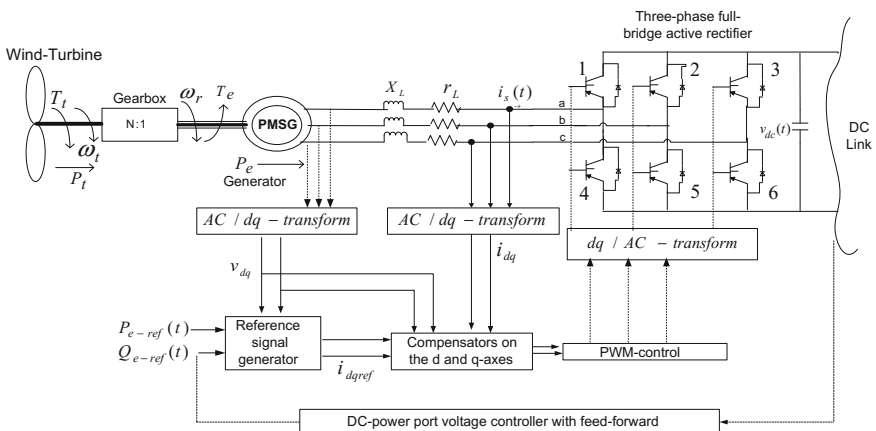 Three-phase full-
bridge active rectifier
Wind-Turbine
Gearbox
N:1
T_t
ω_t
P_t
ω_r
T_e
PMSG
P_e
Generator
X_L
r_L
i_s(t)
a
b
c
1
2
3
4
5
6
v_dc(t)
DC
Link
AC / dq − transform
AC / dq − transform
dq / AC − transform
v_dq
i_dq
P_e−ref(t)
Q_e−ref(t)
Reference
signal
generator
i_dqref
Compensators on
the d and q-axes
PWM-control
DC-power port voltage controller with feed-forward